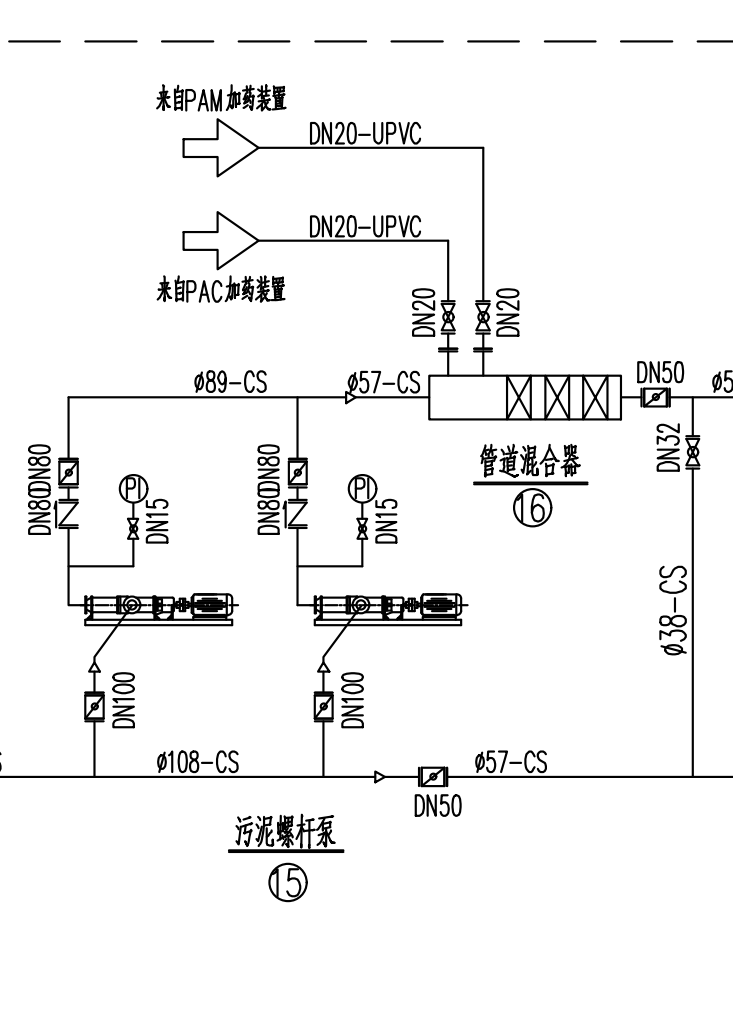 来自PAM加药装置
DN20-UPVC
DN20-UPVC
来自PAC加药装置
DN20
DN20
ø89-CS
ø57-CS
DN50
ø5
DN32
管道混合器
16
DN80
DN80
PI
DN15
DN80
DN80
PI
DN15
ø38-CS
DN100
DN100
ø108-CS
ø57-CS
DN50
污泥螺杆泵
15